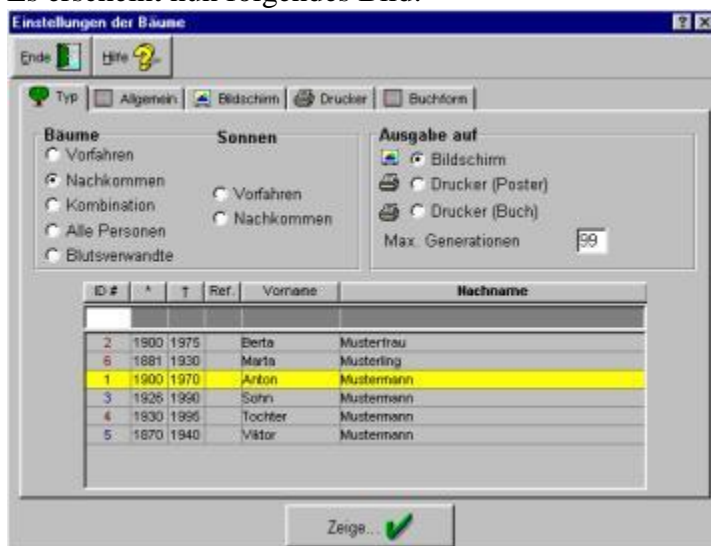 Es erscheint nun folgendes Bild:
Einstellungen der Bäume
Ende Hilfe
Typ Allgemein Bildschirm Drucker Buchform
Bäume Sonnen Ausgabe auf
Vorfahren Bildschirm
Nachkommen Vorfahren Drucker (Poster)
Kombination Nachkommen Drucker (Buch)
Alle Personen Max. Generationen 99
Blutsverwandte
ID # * † Ref. Vorname Nachname
2 1900 1975 Berta Musterfrau
6 1881 1930 Marta Musterling
1 1900 1970 Anton Mustermann
3 1926 1990 Sohn Mustermann
4 1930 1995 Tochter Mustermann
5 1870 1940 Viktor Mustermann
Zeige...